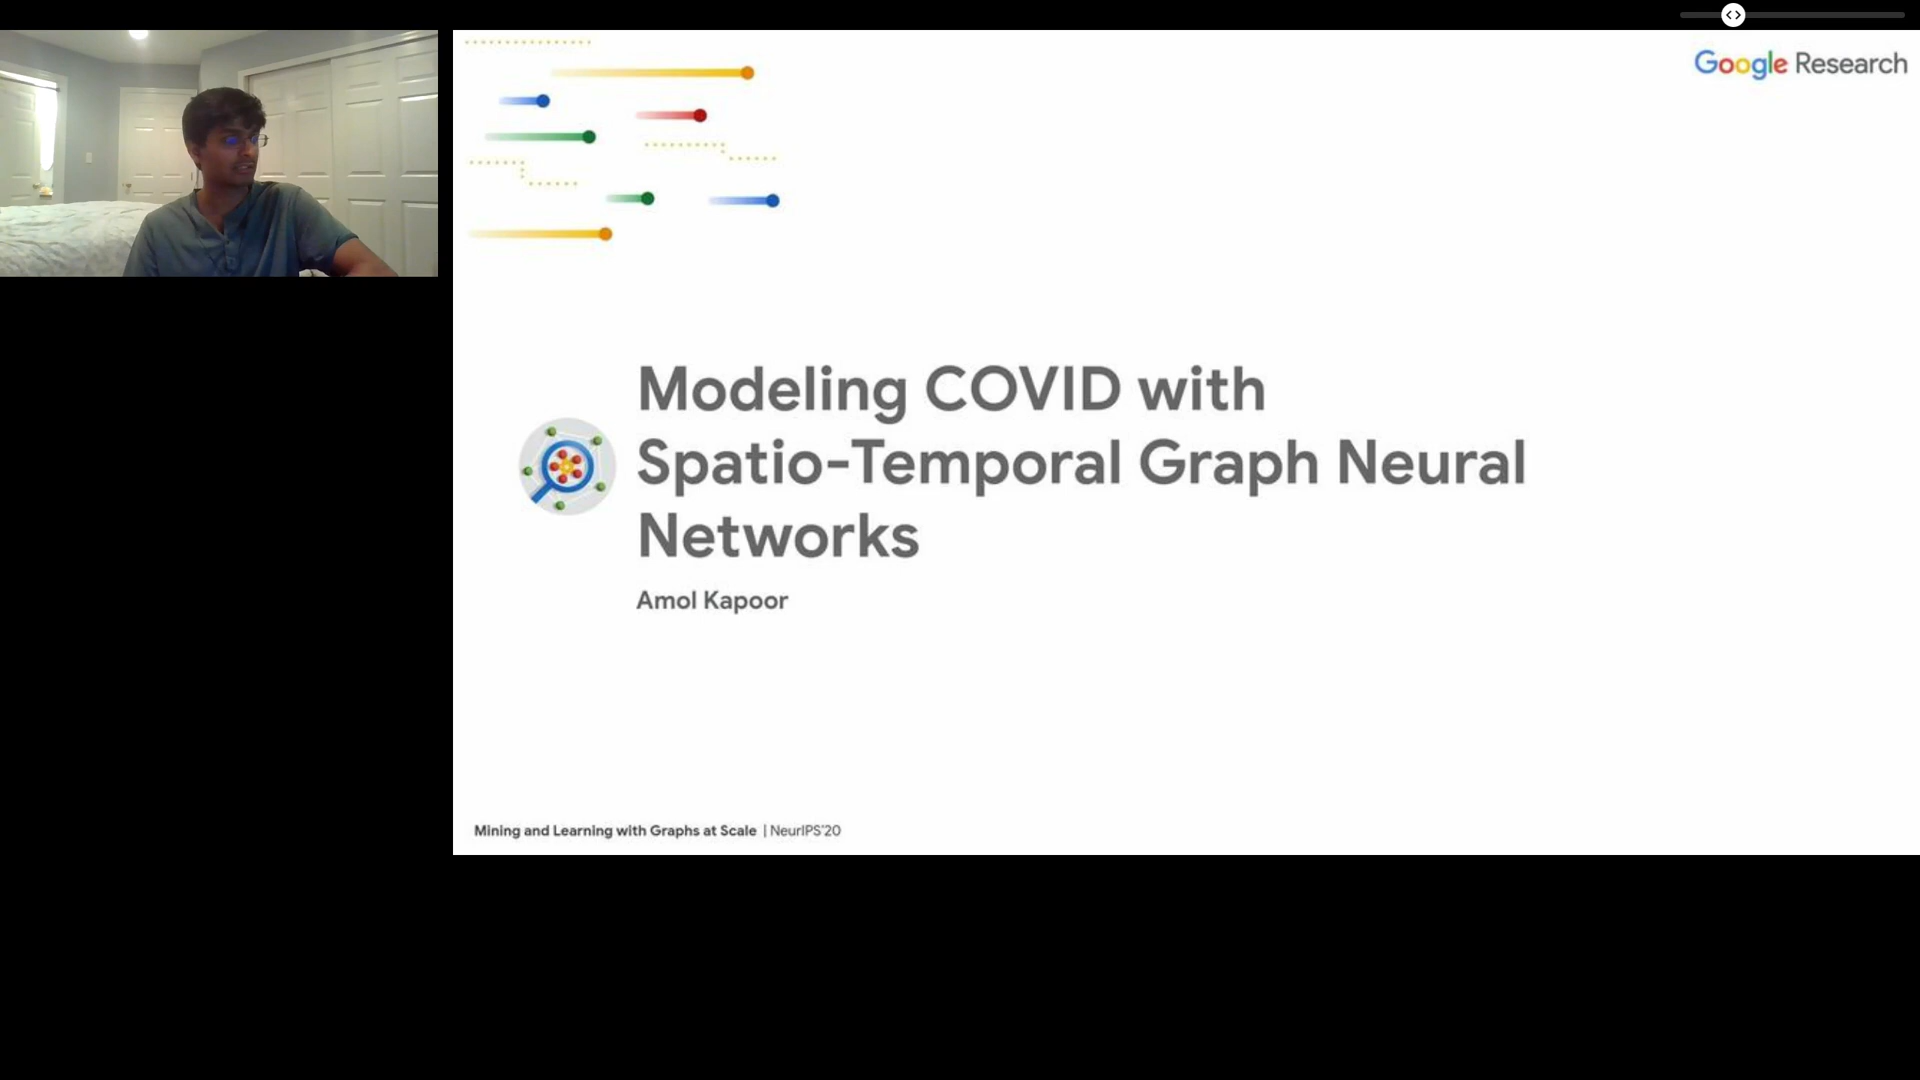 Google Research
Modeling COVID with
Spatio-Temporal Graph Neural
Networks
Amol Kapoor
Mining and Learning with Graphs at Scale | NeurIPS'20